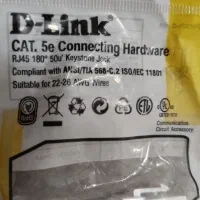 D-Link
CAT. 5e Connecting Hardware
RJ45 180° 50u' Keystone Jack
Compliant with ANSI/TIA 568-C.2 ISO/IEC 11801
Suitable for 22-26 AWG Wires
Communications
Circuit Accessory